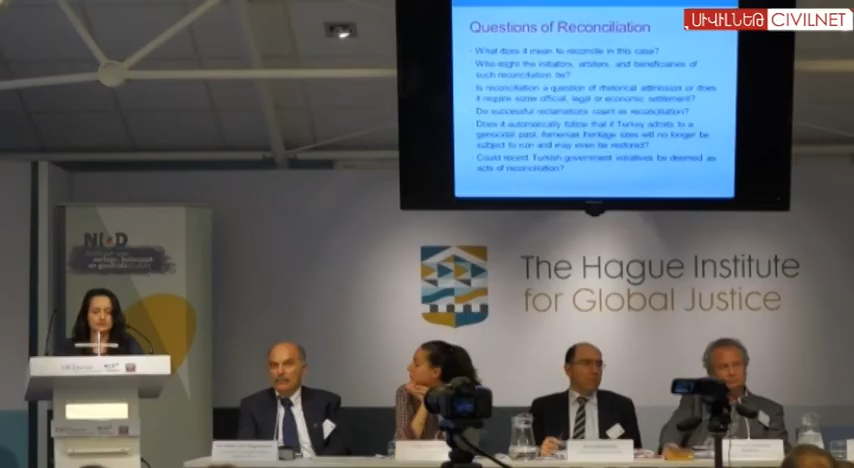 ՍԻՎԻԼՆԵԹ CIVILNET
Questions of Reconciliation
· What does it mean to reconcile in this case?
· Who might the initiators, arbiters, and beneficiaries of
such reconciliation be?
· Is reconciliation a question of rhetorical admission or does
it require some official, legal or economic settlement?
· Do successful reclamations count as reconciliation?
· Does it automatically follow that if Turkey admits to a
genocidal past, Armenian heritage sites will no longer be
subject to ruin and may even be restored?
· Could recent Turkish government initiatives be deemed as
acts of reconciliation?
NIOD
The Hague Institute
for Global Justice